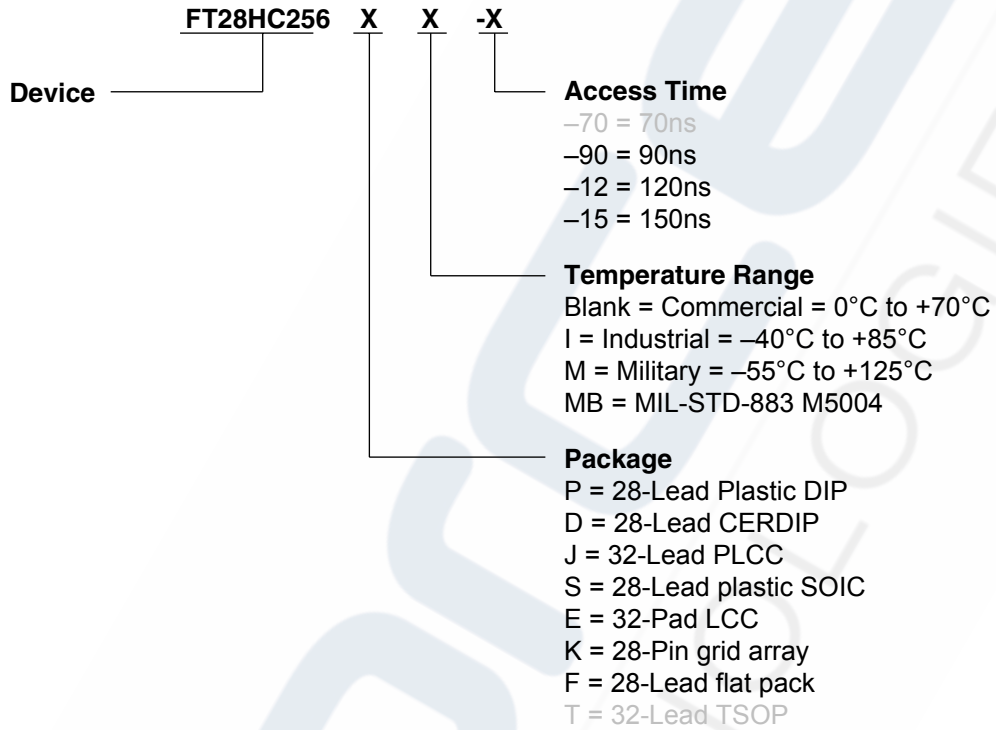 FT28HC256 X X -X
Device
Access Time
–70 = 70ns
–90 = 90ns
–12 = 120ns
–15 = 150ns
Temperature Range
Blank = Commercial = 0°C to +70°C
I = Industrial = –40°C to +85°C
M = Military = –55°C to +125°C
MB = MIL-STD-883 M5004
Package
P = 28-Lead Plastic DIP
D = 28-Lead CERDIP
J = 32-Lead PLCC
S = 28-Lead plastic SOIC
E = 32-Pad LCC
K = 28-Pin grid array
F = 28-Lead flat pack
T = 32-Lead TSOP